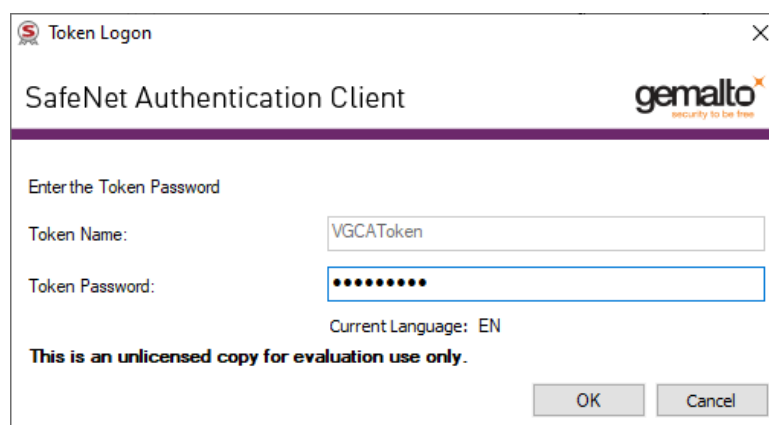 Token Logon
SafeNet Authentication Client
gemalto
security to be free
Enter the Token Password
Token Name: VGCAToken
Token Password: •••••••••
Current Language: EN
This is an unlicensed copy for evaluation use only.
OK Cancel